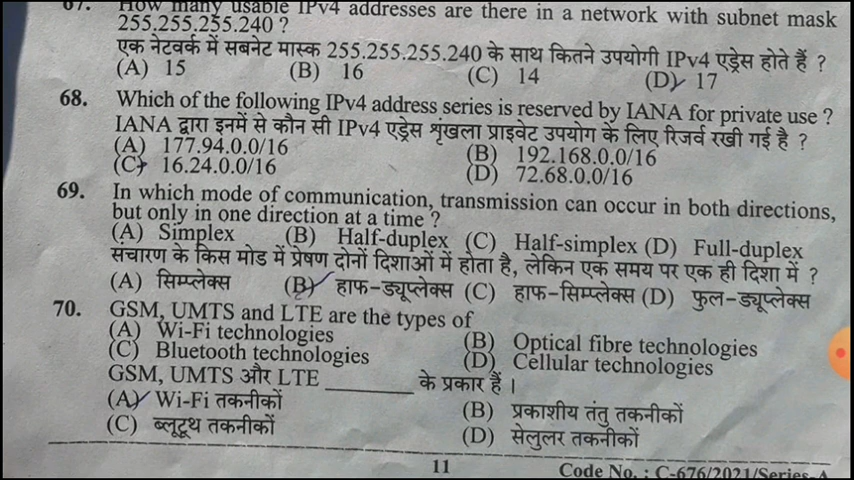 67. How many usable IPv4 addresses are there in a network with subnet mask
255.255.255.240 ?
एक नेटवर्क में सबनेट मास्क 255.255.255.240 के साथ कितने उपयोगी IPv4 एड्रेस होते हैं ?
(A) 15 (B) 16 (C) 14 (D) 17
68. Which of the following IPv4 address series is reserved by IANA for private use ?
IANA द्वारा इनमें से कौन सी IPv4 एड्रेस शृंखला प्राइवेट उपयोग के लिए रिजर्व रखी गई है ?
(A) 177.94.0.0/16 (B) 192.168.0.0/16
(C) 16.24.0.0/16 (D) 72.68.0.0/16
69. In which mode of communication, transmission can occur in both directions,
but only in one direction at a time ?
(A) Simplex (B) Half-duplex (C) Half-simplex (D) Full-duplex
संचारण के किस मोड में प्रेषण दोनों दिशाओं में होता है, लेकिन एक समय पर एक ही दिशा में ?
(A) सिम्प्लेक्स (B) हाफ-ड्यूप्लेक्स (C) हाफ-सिम्प्लेक्स (D) फुल-ड्यूप्लेक्स
70. GSM, UMTS and LTE are the types of
(A) Wi-Fi technologies (B) Optical fibre technologies
(C) Bluetooth technologies (D) Cellular technologies
GSM, UMTS और LTE ________ के प्रकार हैं ।
(A) Wi-Fi तकनीकों (B) प्रकाशीय तंतु तकनीकों
(C) ब्लूटूथ तकनीकों (D) सेलुलर तकनीकों
11 Code No. : C-676/2021/Series-A